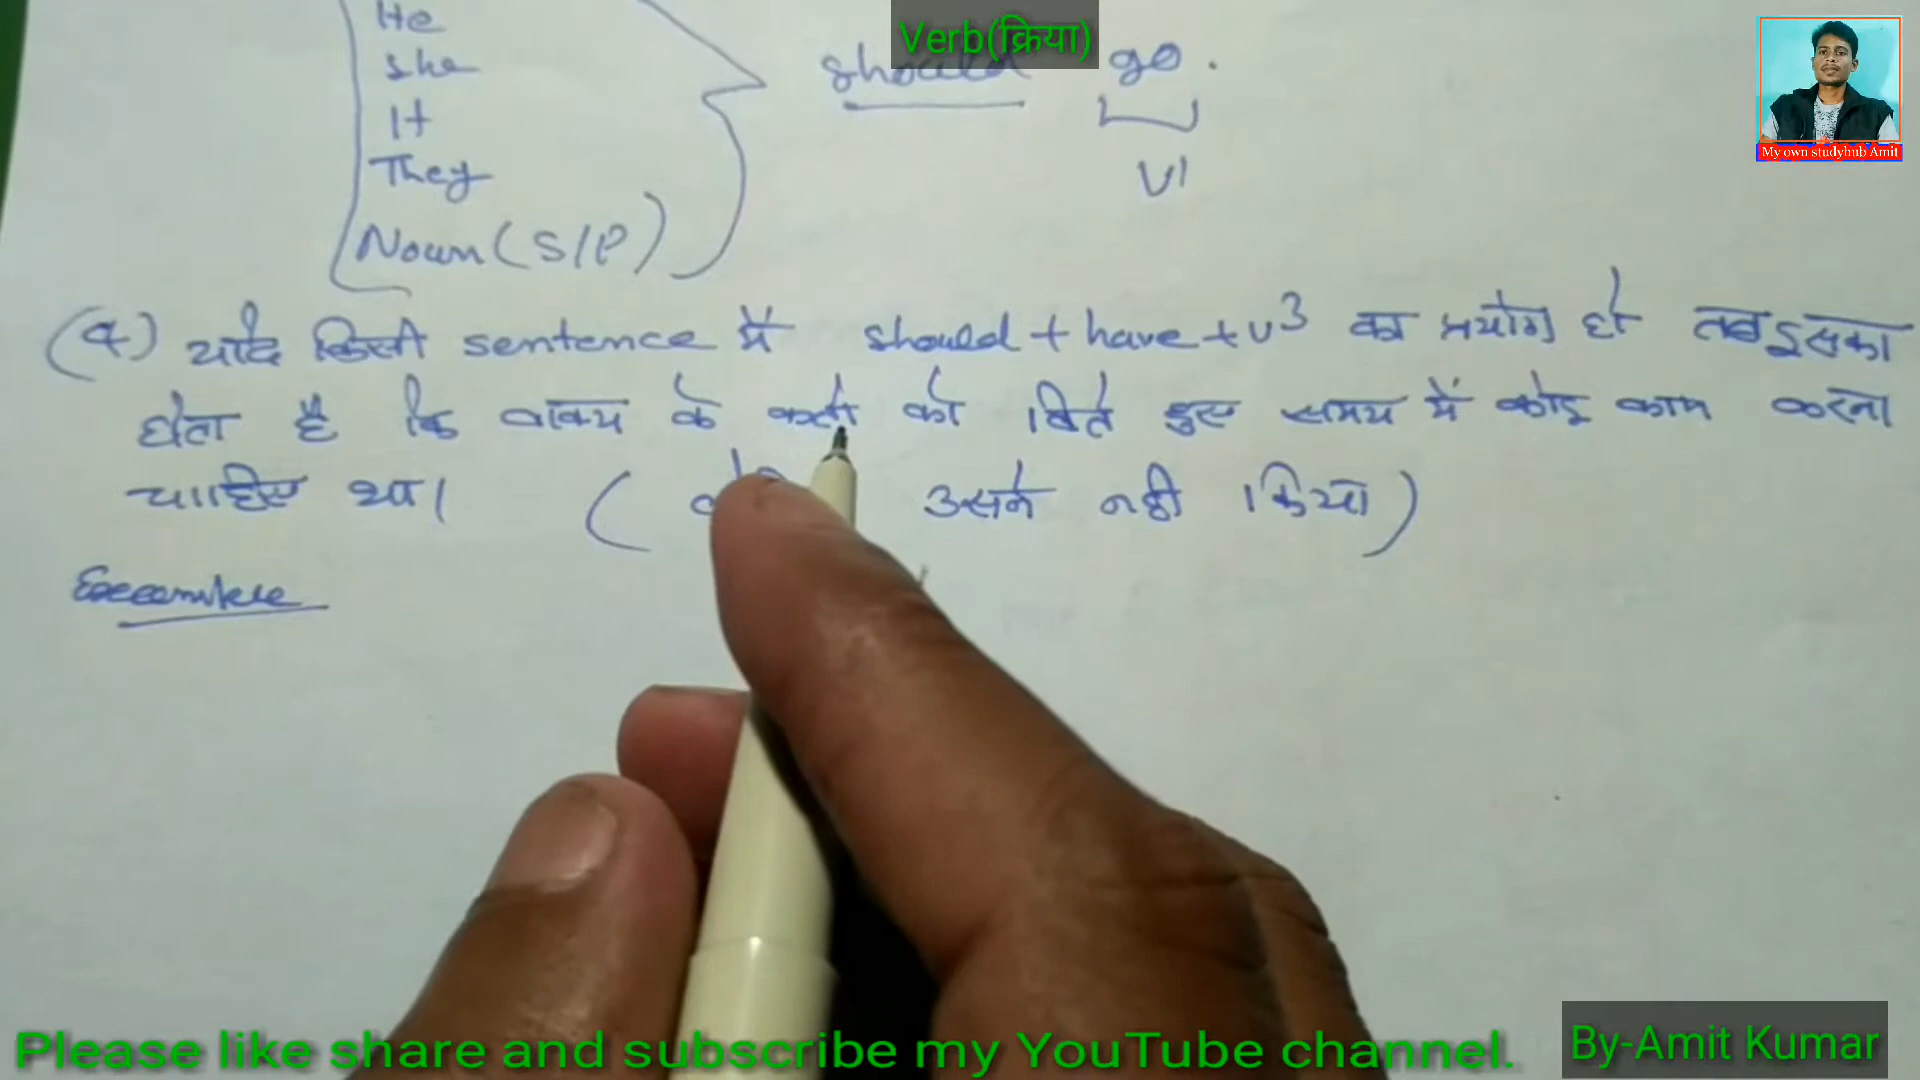 Verb(क्रिया)
He
She
It
They
Noun (S/P)
should go.
V¹
My own studyhub Amit
(4) यदि किसी sentence में should + have + v³ का प्रयोग हो तब इसका
होता है कि वाक्य के कर्ता को बिते हुए समय में कोई काम करना
चाहिए था। ( उसने नही किया )
Example
Please like share and subscribe my YouTube channel.
By-Amit Kumar